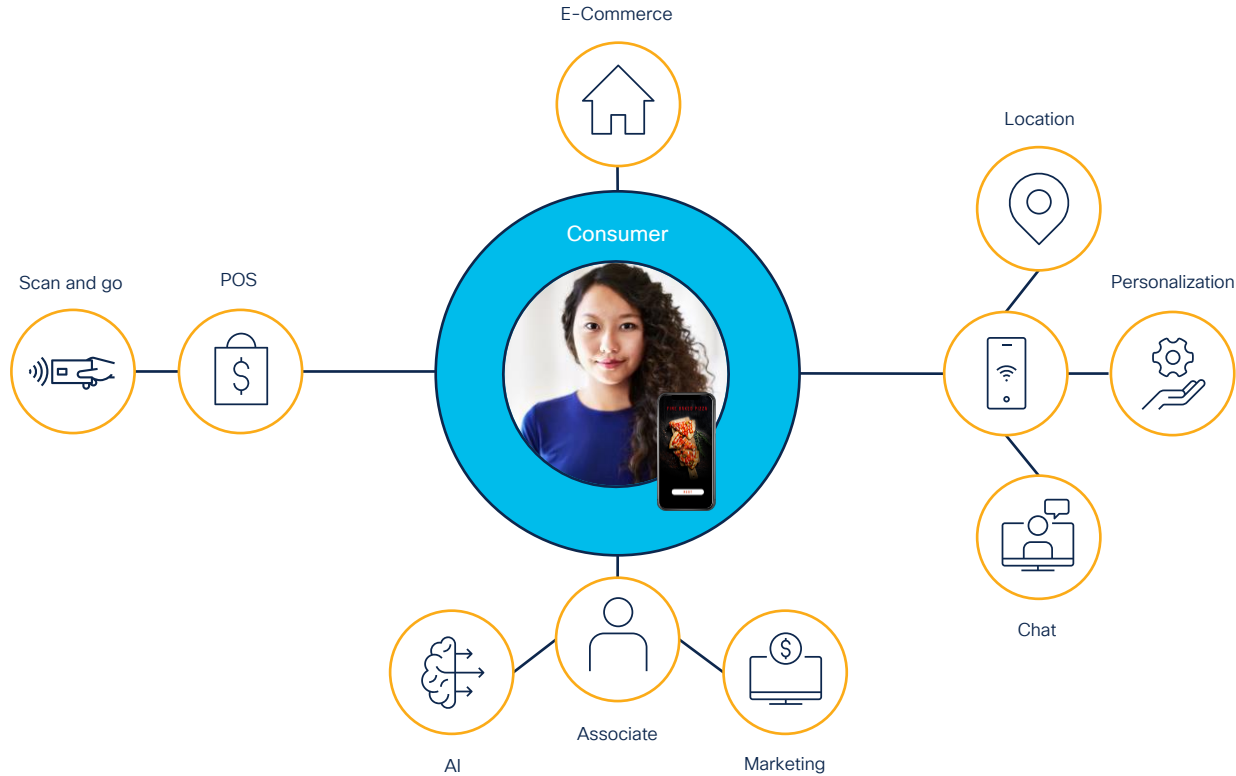 E-Commerce
Location
Consumer
Scan and go
POS
Personalization
$
Chat
$
Associate
AI
Marketing